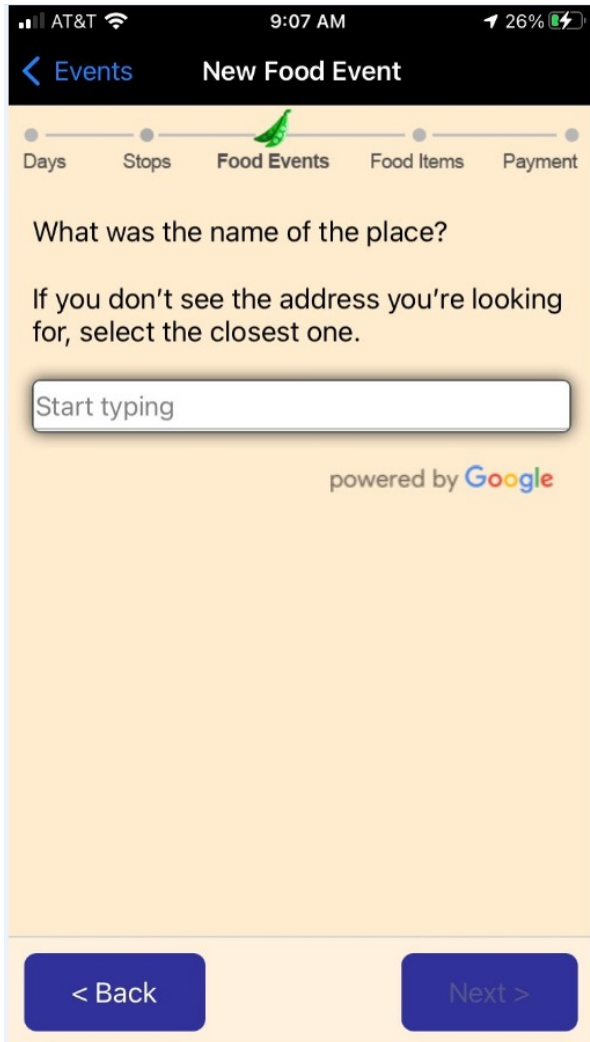 AT&T 9:07 AM 26%
Events New Food Event
Days Stops Food Events Food Items Payment
What was the name of the place?
If you don’t see the address you’re looking
for, select the closest one.
Start typing
powered by Google
< Back Next >